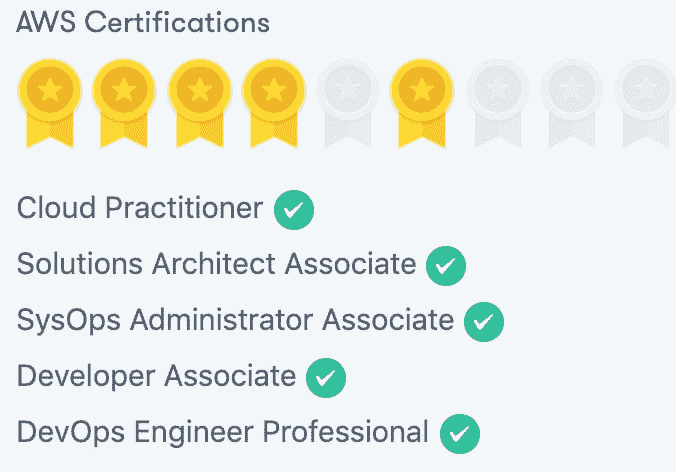 AWS Certifications
Cloud Practitioner
Solutions Architect Associate
SysOps Administrator Associate
Developer Associate
DevOps Engineer Professional